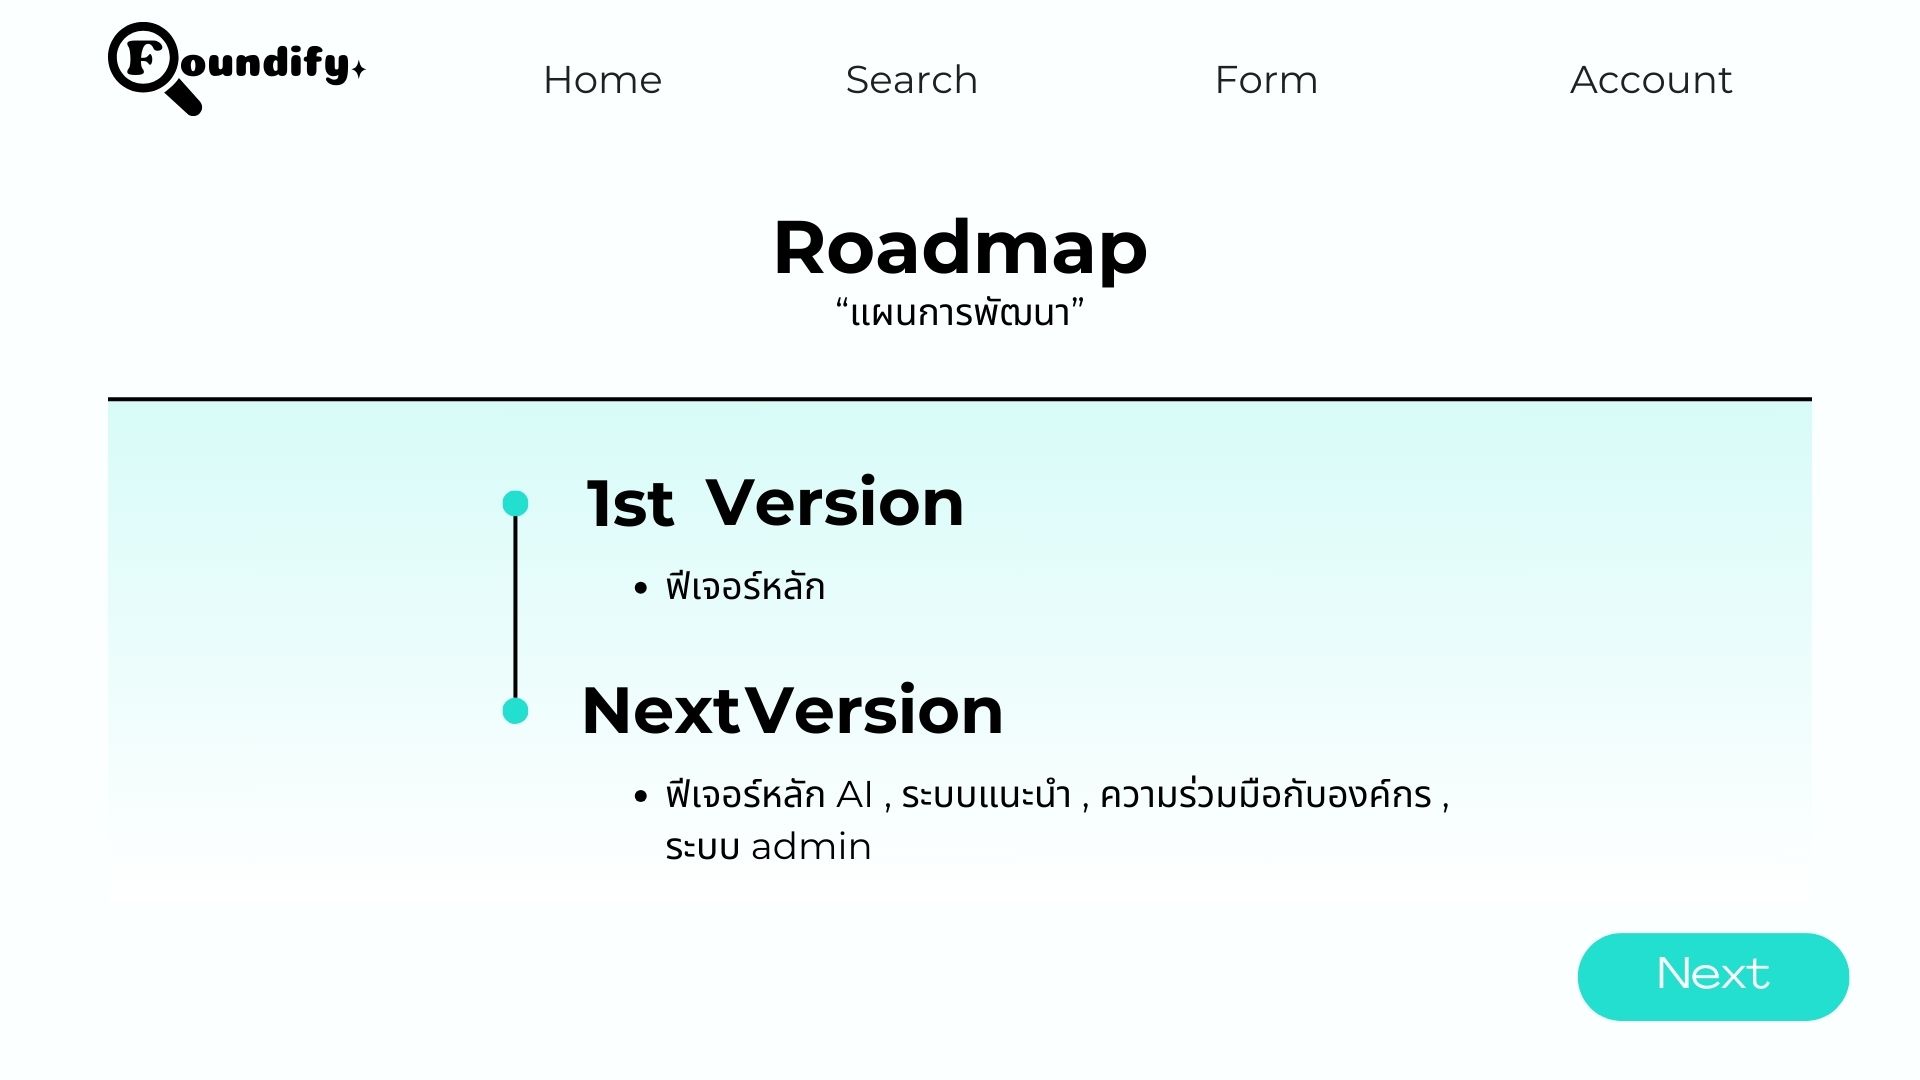 Foundify
Home Search Form Account
Roadmap
“แผนการพัฒนา”
1st Version
• ฟีเจอร์หลัก
Next Version
• ฟีเจอร์หลัก AI , ระบบแนะนำ , ความร่วมมือกับองค์กร ,
ระบบ admin
Next